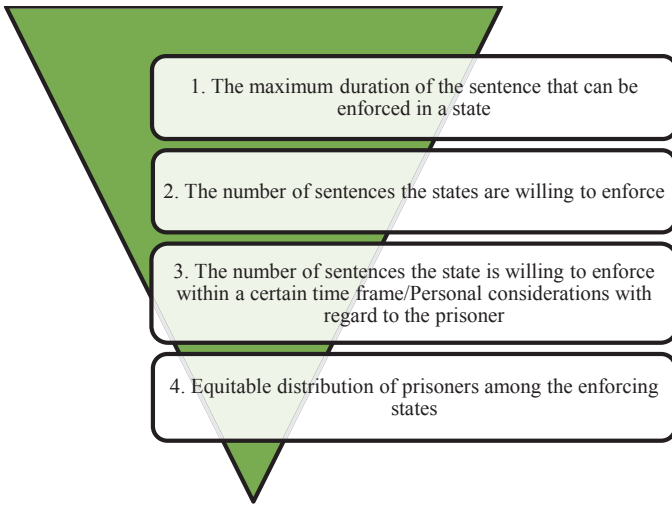 1. The maximum duration of the sentence that can be
enforced in a state
2. The number of sentences the states are willing to enforce
3. The number of sentences the state is willing to enforce
within a certain time frame/Personal considerations with
regard to the prisoner
4. Equitable distribution of prisoners among the enforcing
states